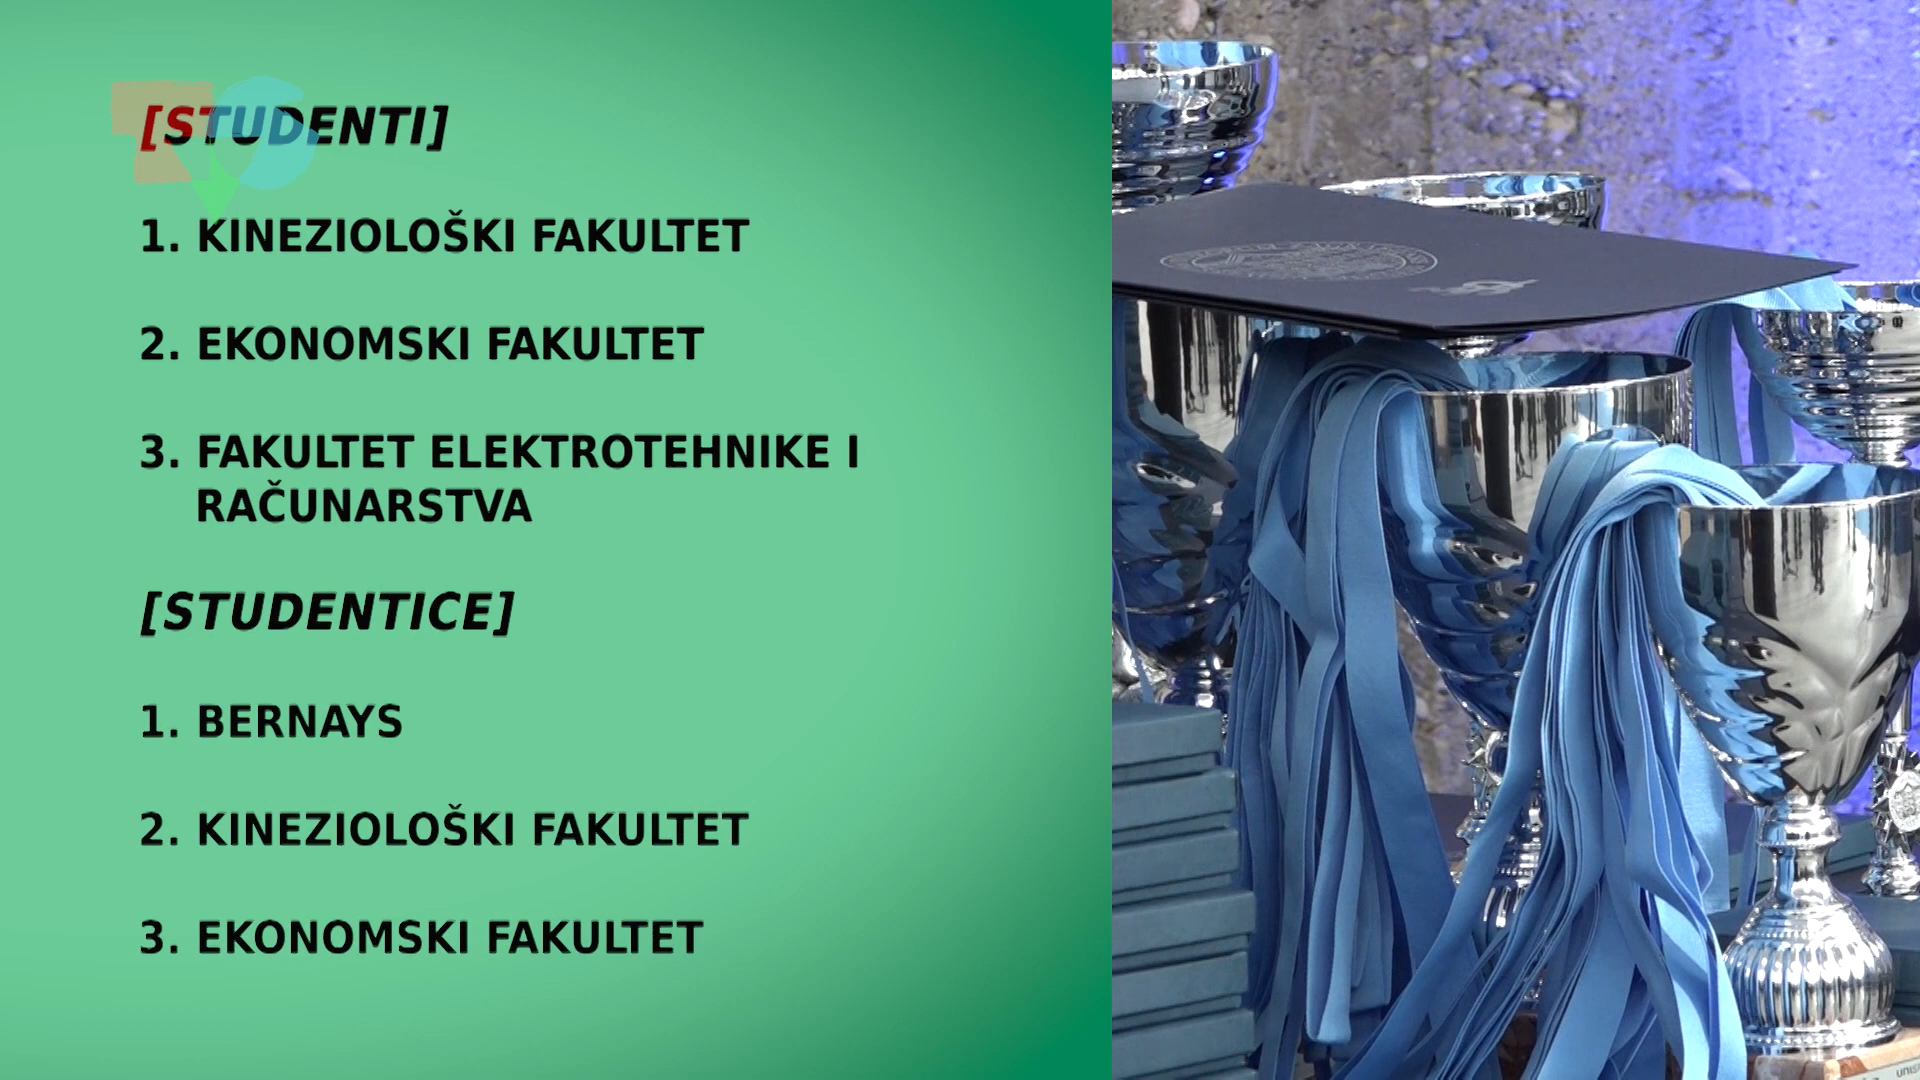 [STUDENTI]
1. KINEZIOLOŠKI FAKULTET
2. EKONOMSKI FAKULTET
3. FAKULTET ELEKTROTEHNIKE I
RAČUNARSTVA
[STUDENTICE]
1. BERNAYS
2. KINEZIOLOŠKI FAKULTET
3. EKONOMSKI FAKULTET